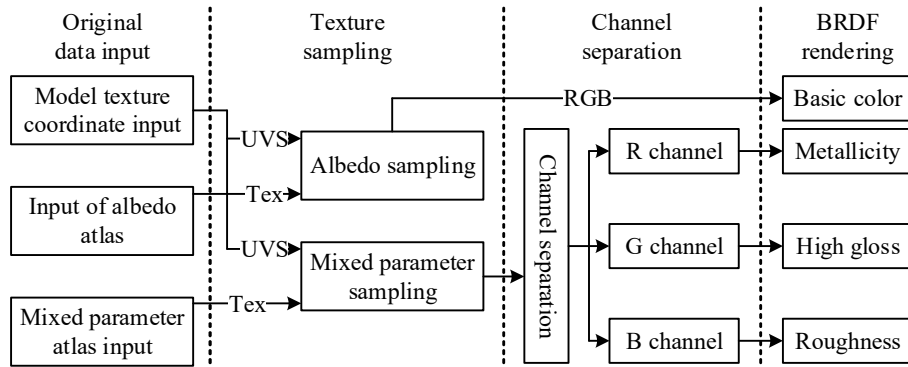 Original
data input
Texture
sampling
Channel
separation
BRDF
rendering
Model texture
coordinate input
Input of albedo
atlas
Mixed parameter
atlas input
UVS
Tex
UVS
Tex
Albedo sampling
Mixed parameter
sampling
RGB
Channel separation
R channel
G channel
B channel
Basic color
Metallicity
High gloss
Roughness